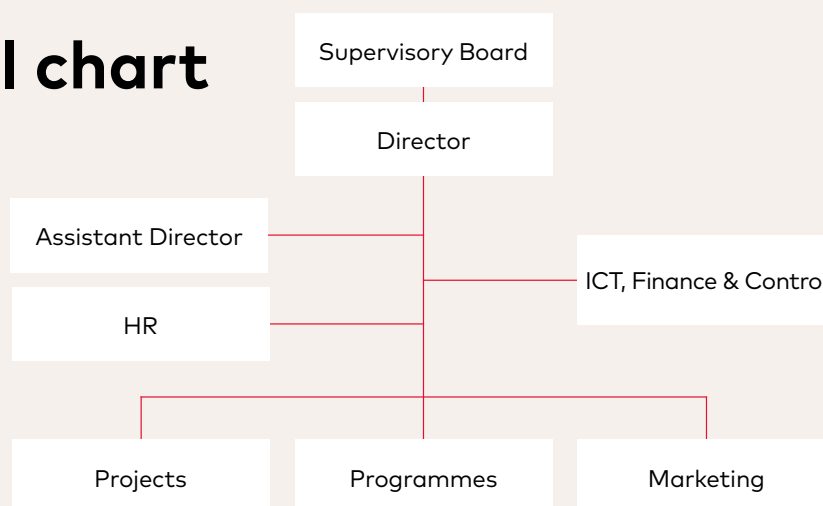 l chart
Supervisory Board
Director
Assistant Director
ICT, Finance & Contro
HR
Projects
Programmes
Marketing